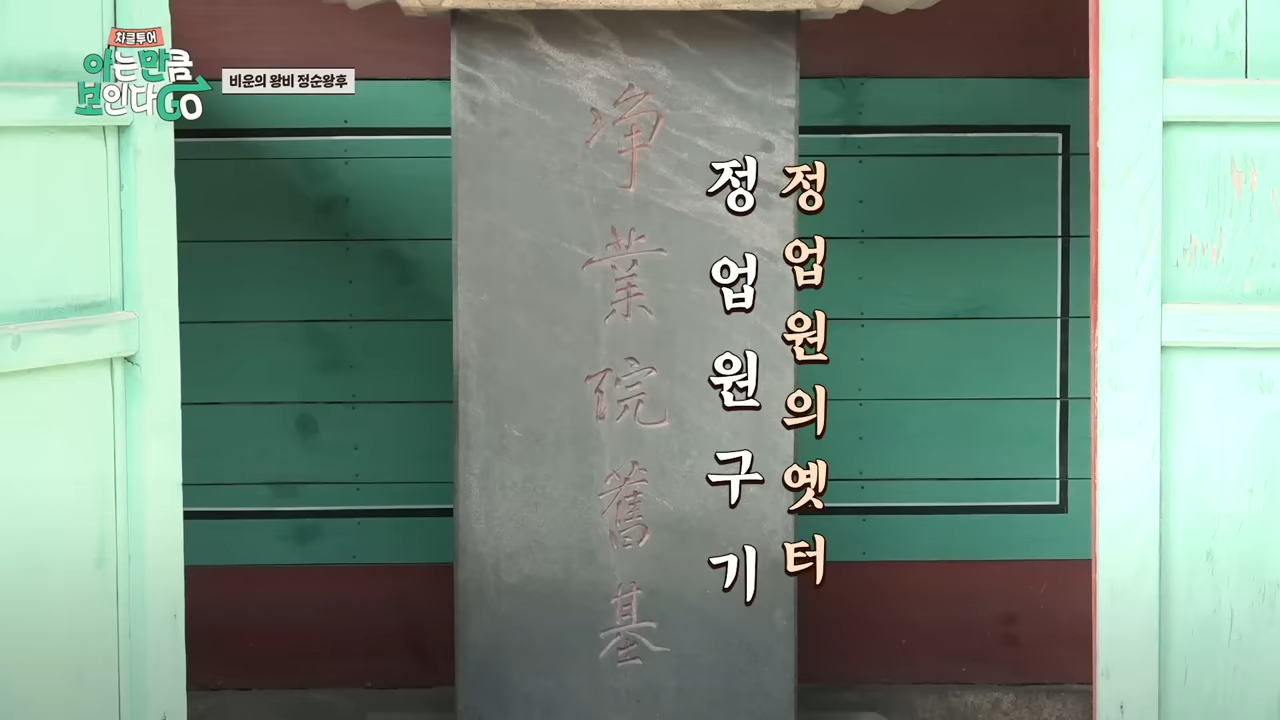 차클투어
아는만큼
보인다GO
비운의 왕비 정순왕후
淨業院舊基
정업원구기
정업원의옛터